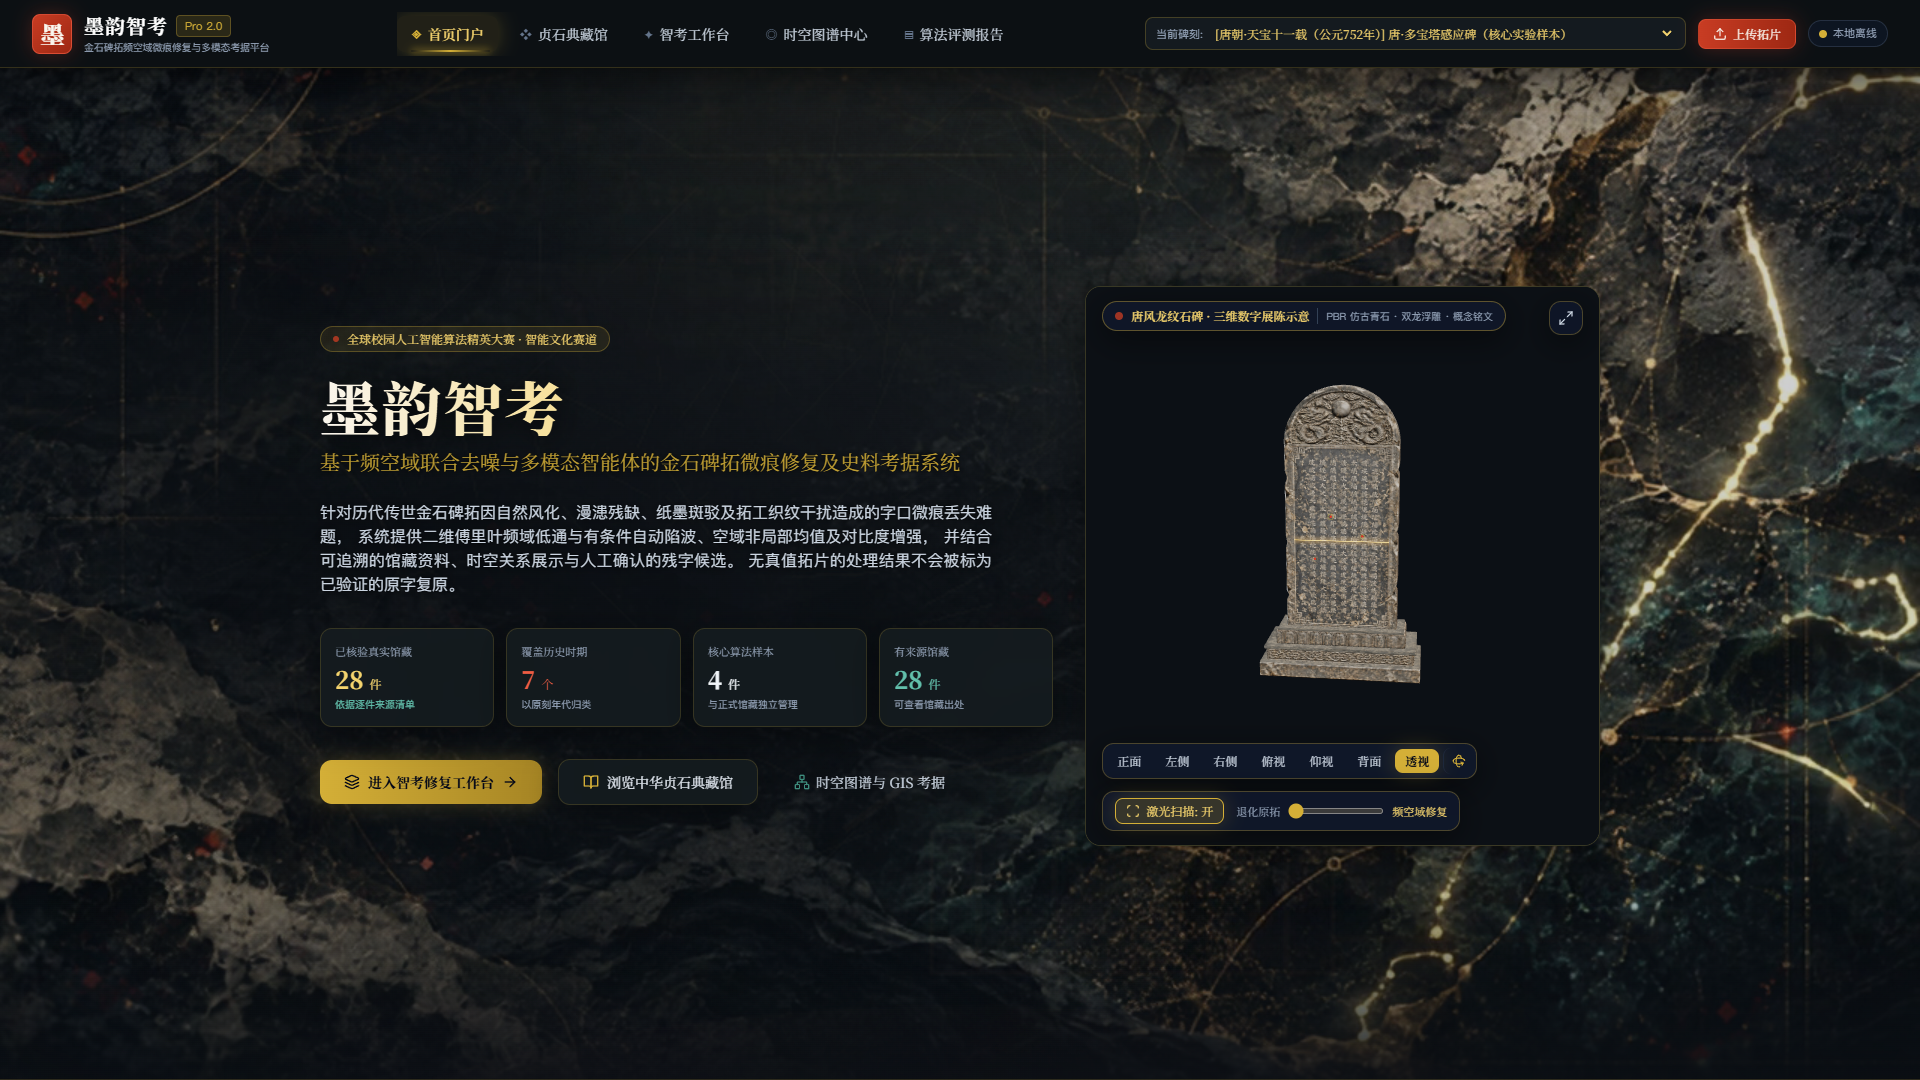 墨
墨韵智考
Pro 2.0
金石碑拓频空域微痕修复与多模态考据平台
首页门户
贞石典藏馆
智考工作台
时空图谱中心
算法评测报告
当前碑刻:
[唐朝·天宝十一载（公元752年）] 唐·多宝塔感应碑（核心实验样本）
上传拓片
本地离线
全球校园人工智能算法精英大赛 · 智能文化赛道
墨韵智考
基于频空域联合去噪与多模态智能体的金石碑拓微痕修复及史料考据系统
针对历代传世金石碑拓因自然风化、漫漶残缺、纸墨斑驳及拓工织纹干扰造成的字口微痕丢失难
题， 系统提供二维傅里叶频域低通与有条件自动陷波、空域非局部均值及对比度增强， 并结合
可追溯的馆藏资料、时空关系展示与人工确认的残字候选。 无真值拓片的处理结果不会被标为
已验证的原字复原。
已核验真实馆藏
28 件
依据逐件来源清单
覆盖历史时期
7 个
以原刻年代归类
核心算法样本
4 件
与正式馆藏独立管理
有来源馆藏
28 件
可查看馆藏出处
进入智考修复工作台
浏览中华贞石典藏馆
时空图谱与 GIS 考据
唐风龙纹石碑 · 三维数字展陈示意
PBR 仿古青石 · 双龙浮雕 · 概念铭文
正面
左侧
右侧
俯视
仰视
背面
透视
激光扫描: 开
退化原拓
频空域修复